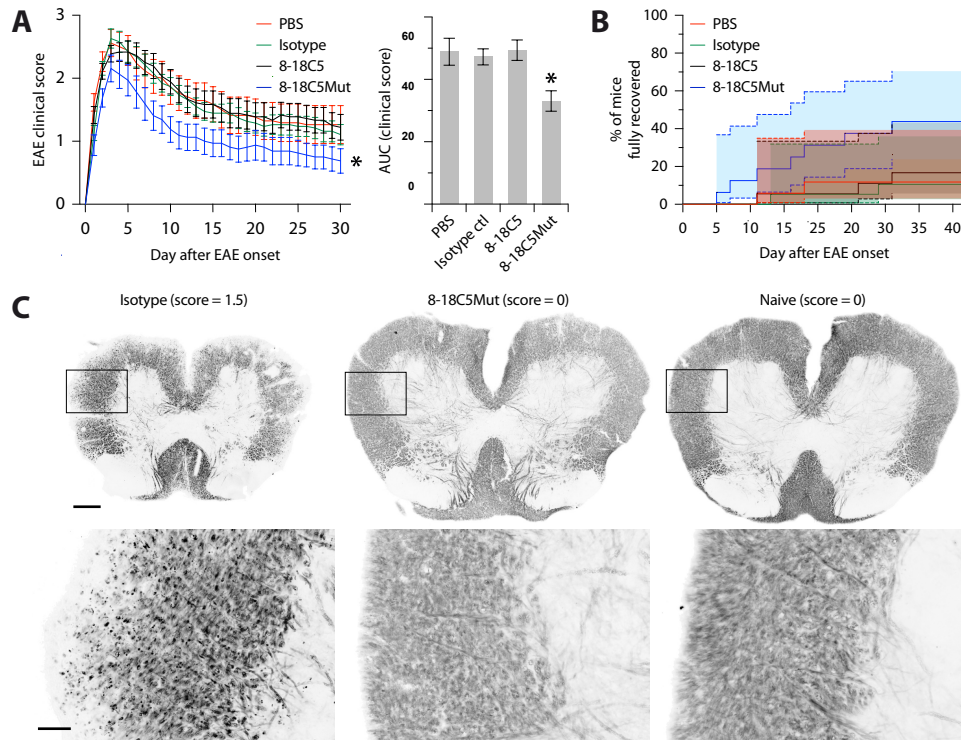 A
EAE clinical score
3
2
1
0
0
5
10
15
20
25
30
Day after EAE onset
PBS
Isotype
8-18C5
8-18C5Mut
*
AUC (clinical score)
60
40
20
0
*
PBS
Isotype ctl
8-18C5
8-18C5Mut
B
% of mice
fully recovered
100
80
60
40
20
0
0
5
10
15
20
25
30
35
40
Day after EAE onset
PBS
Isotype
8-18C5
8-18C5Mut
C
Isotype (score = 1.5)
8-18C5Mut (score = 0)
Naive (score = 0)